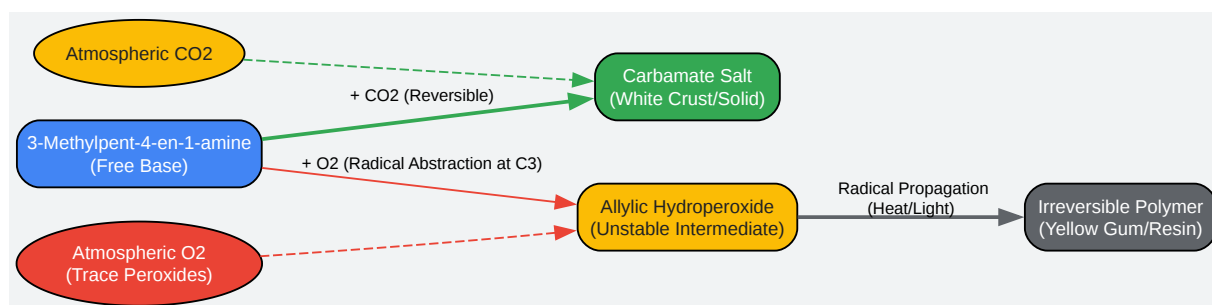 Atmospheric CO2
+ CO2 (Reversible)
Carbamate Salt
(White Crust/Solid)
3-Methylpent-4-en-1-amine
(Free Base)
+ O2 (Radical Abstraction at C3)
Allylic Hydroperoxide
(Unstable Intermediate)
Radical Propagation
(Heat/Light)
Irreversible Polymer
(Yellow Gum/Resin)
Atmospheric O2
(Trace Peroxides)